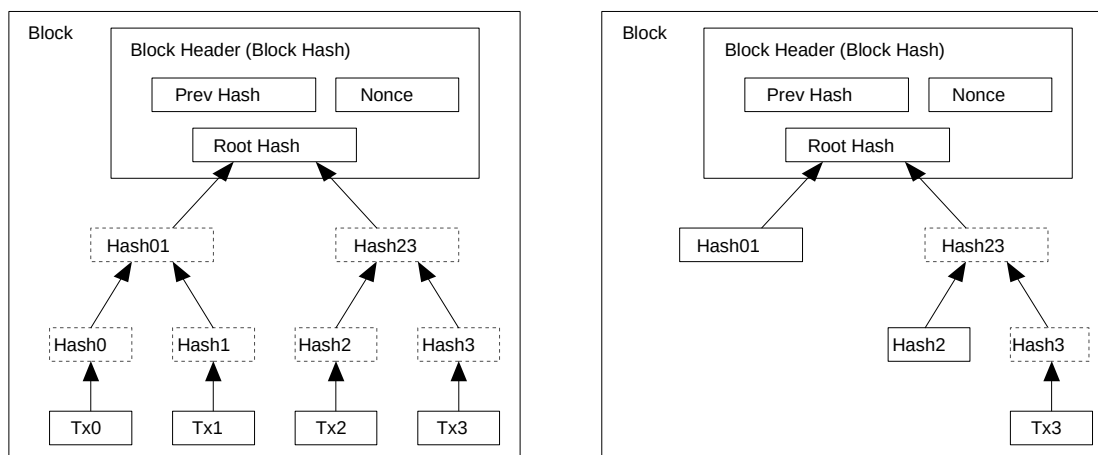 Block
Block Header (Block Hash)
Prev Hash
Nonce
Root Hash
Hash01
Hash23
Hash0
Hash1
Hash2
Hash3
Tx0
Tx1
Tx2
Tx3
Block
Block Header (Block Hash)
Prev Hash
Nonce
Root Hash
Hash01
Hash23
Hash2
Hash3
Tx3